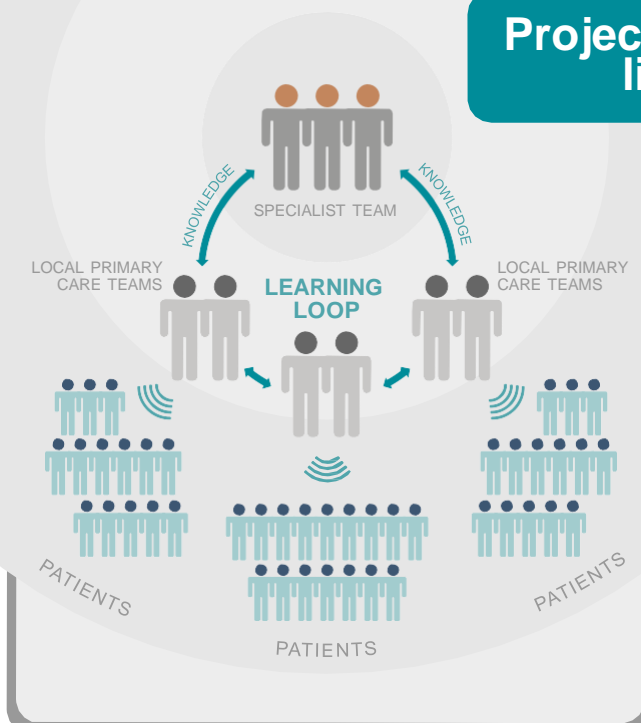 Projec
li
KNOWLEDGE
KNOWLEDGE
SPECIALIST TEAM
LOCAL PRIMARY
CARE TEAMS
LEARNING
LOOP
LOCAL PRIMARY
CARE TEAMS
PATIENTS
PATIENTS
PATIENTS